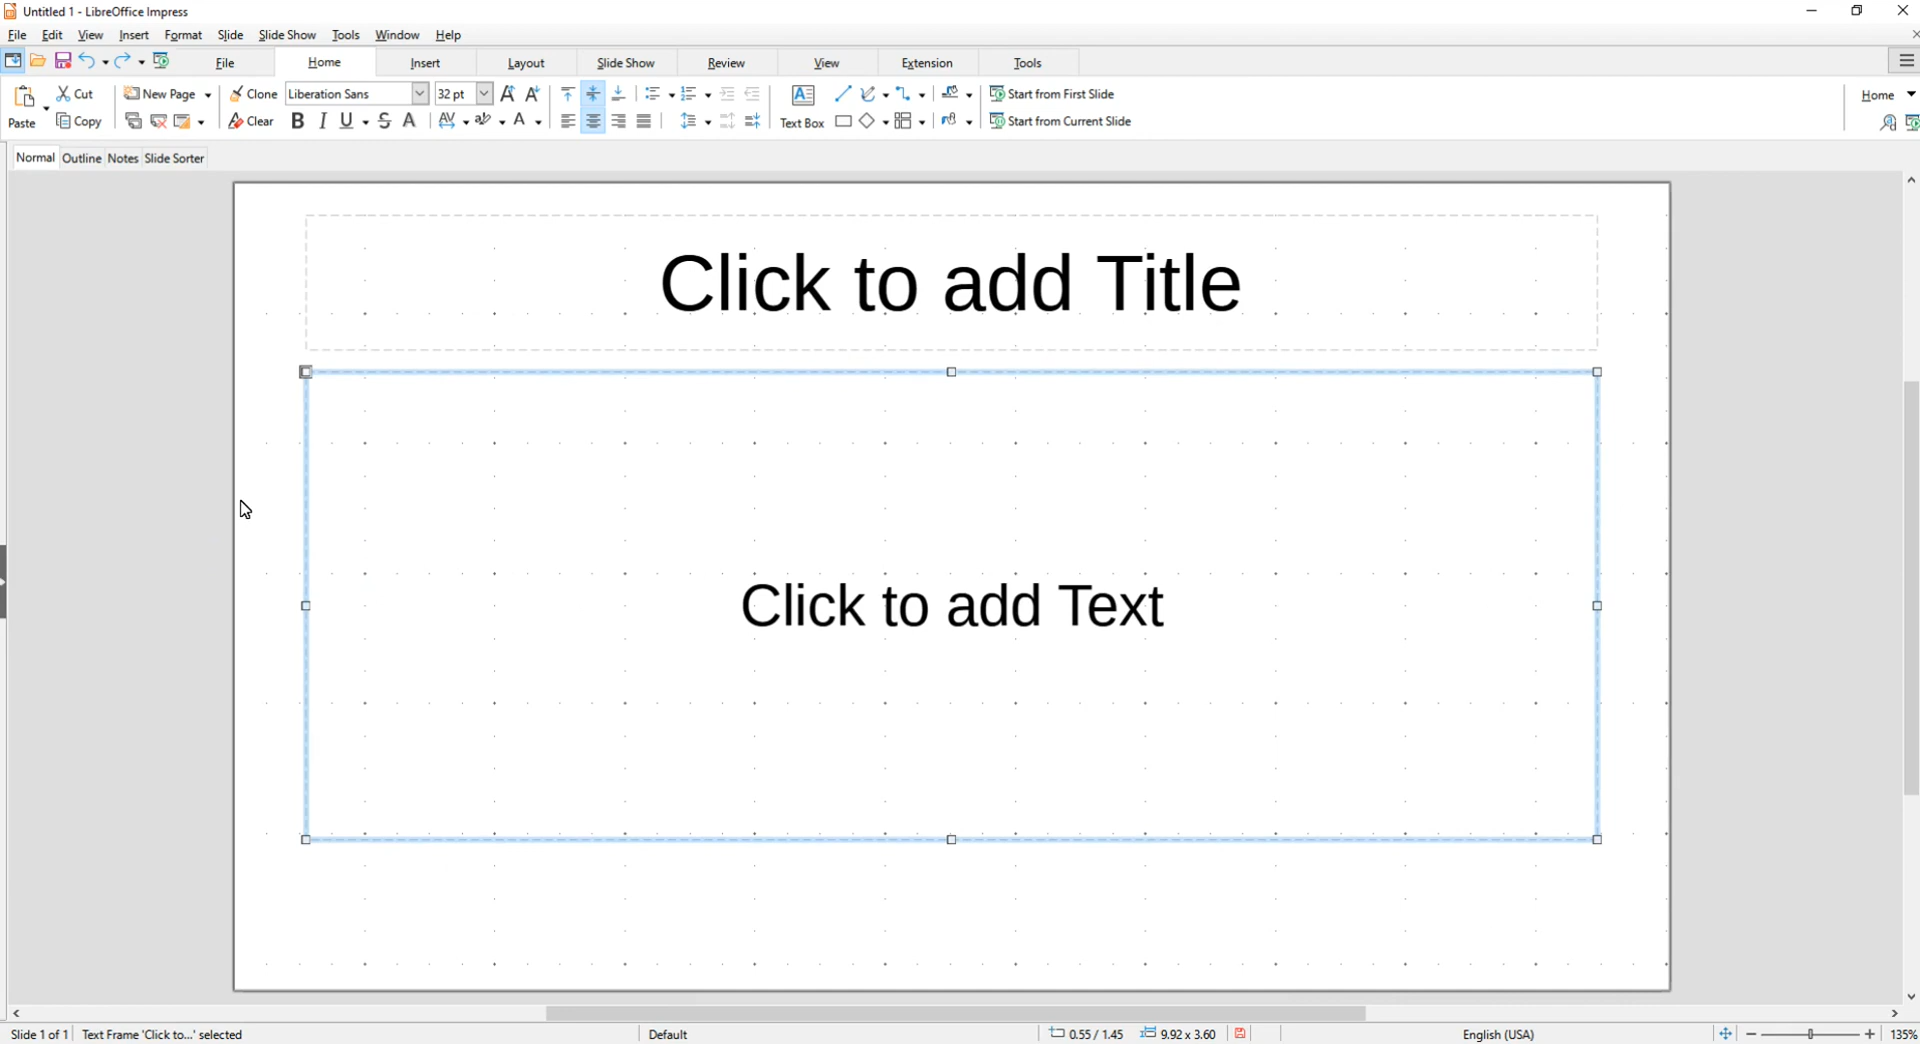 Untitled 1 - LibreOffice Impress
File Edit View Insert Format Slide Slide Show Tools Window Help
File Home Insert Layout Slide Show Review View Extension Tools
Cut New Page Clone Liberation Sans 32 pt Start from First Slide Home
Paste Copy Clear Text Box Start from Current Slide
Normal Outline Notes Slide Sorter
Click to add Title
Click to add Text
Slide 1 of 1 Text Frame 'Click to...' selected Default 0.55 / 1.45 9.92 x 3.60 English (USA) 135%